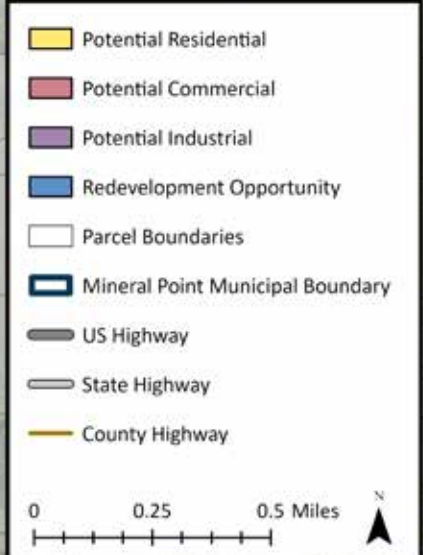 Potential Residential
Potential Commercial
Potential Industrial
Redevelopment Opportunity
Parcel Boundaries
Mineral Point Municipal Boundary
US Highway
State Highway
County Highway
0 0.25 0.5 Miles
N